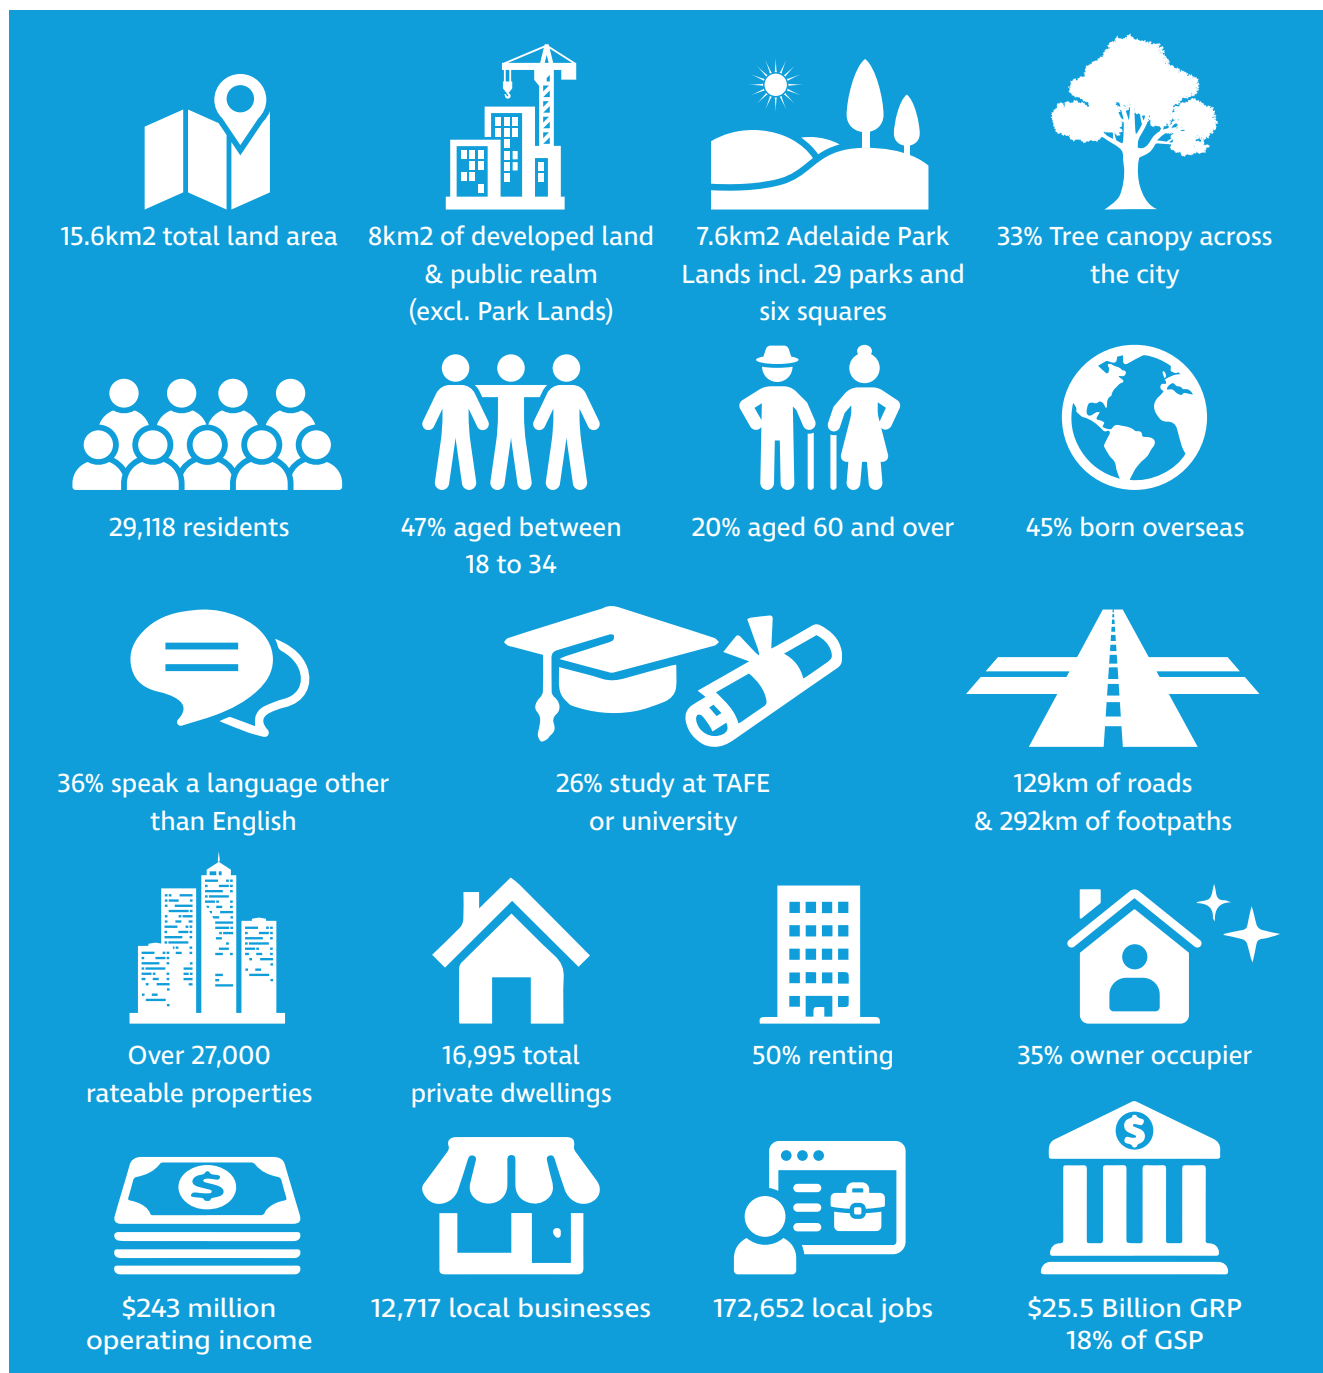 15.6km2 total land area
8km2 of developed land
& public realm
(excl. Park Lands)
7.6km2 Adelaide Park
Lands incl. 29 parks and
six squares
33% Tree canopy across
the city
29,118 residents
47% aged between
18 to 34
20% aged 60 and over
45% born overseas
36% speak a language other
than English
26% study at TAFE
or university
129km of roads
& 292km of footpaths
Over 27,000
rateable properties
16,995 total
private dwellings
50% renting
35% owner occupier
$243 million
operating income
12,717 local businesses
172,652 local jobs
$25.5 Billion GRP
18% of GSP